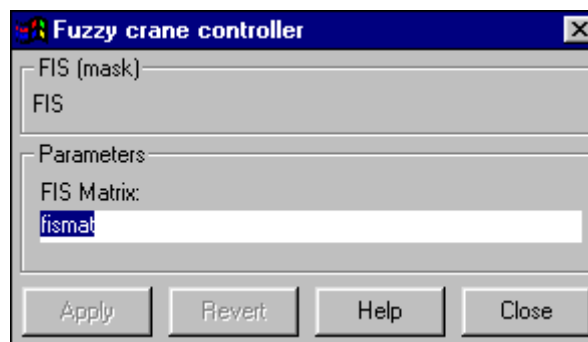 Fuzzy crane controller
FIS (mask)
FIS
Parameters
FIS Matrix:
fismat
Apply Revert Help Close